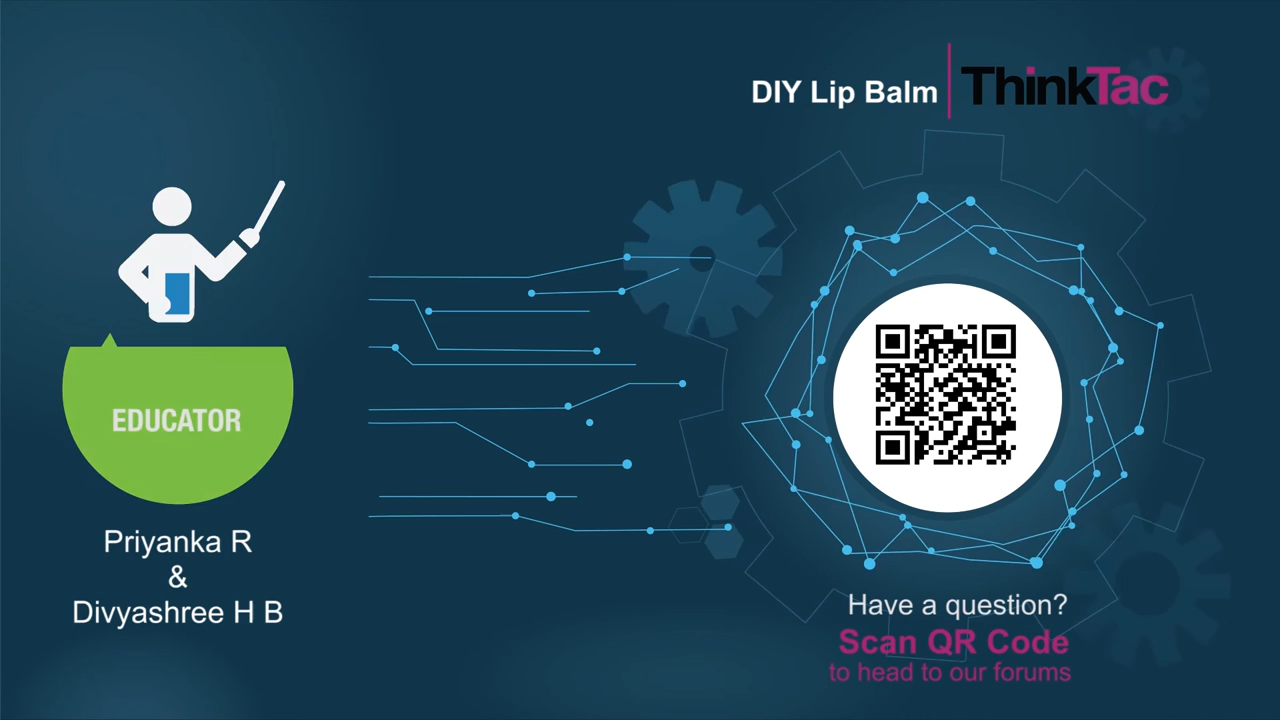 DIY Lip Balm
ThinkTac
EDUCATOR
Priyanka R
&
Divyashree H B
Have a question?
Scan QR Code
to head to our forums